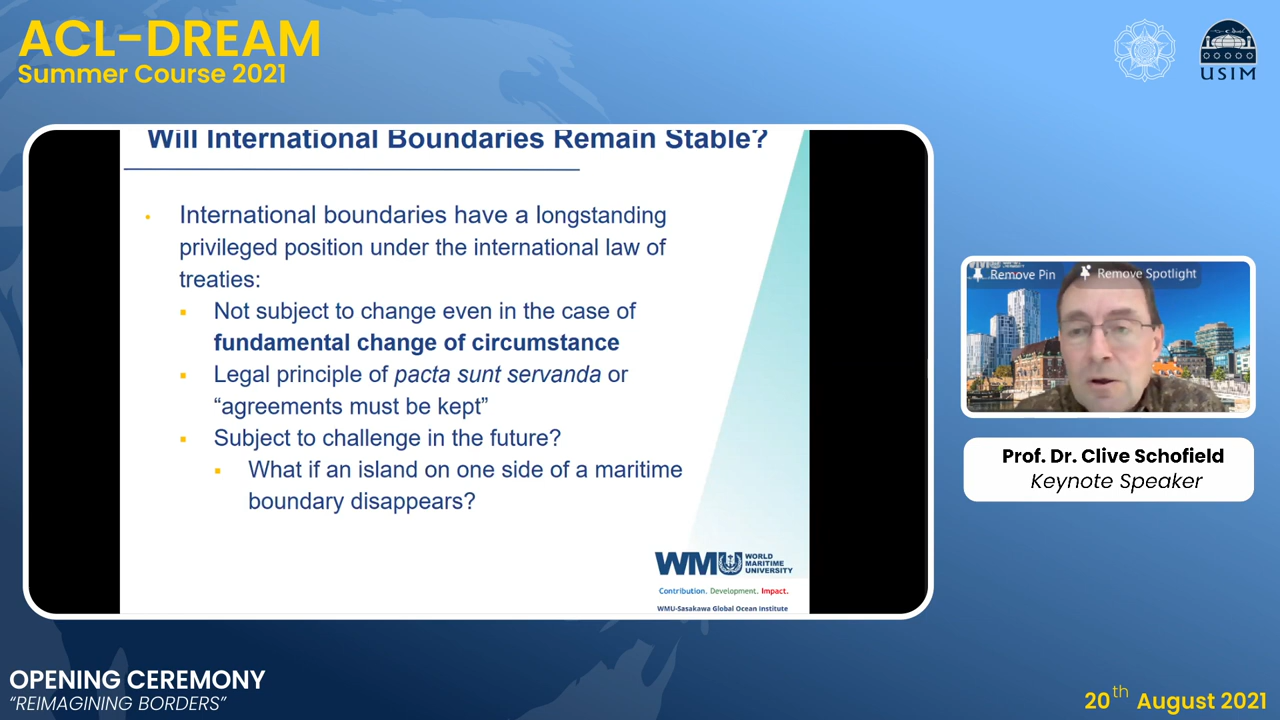 ACL-DREAM
Summer Course 2021
USIM
Will International Boundaries Remain Stable?
• International boundaries have a longstanding
privileged position under the international law of
treaties:
▪ Not subject to change even in the case of
fundamental change of circumstance
▪ Legal principle of pacta sunt servanda or
“agreements must be kept”
▪ Subject to challenge in the future?
▪ What if an island on one side of a maritime
boundary disappears?
WMU WORLD
MARITIME
UNIVERSITY
Contribution. Development. Impact.
WMU-Sasakawa Global Ocean Institute
Remove Pin
Remove Spotlight
Prof. Dr. Clive Schofield
Keynote Speaker
OPENING CEREMONY
“REIMAGINING BORDERS”
20th August 2021